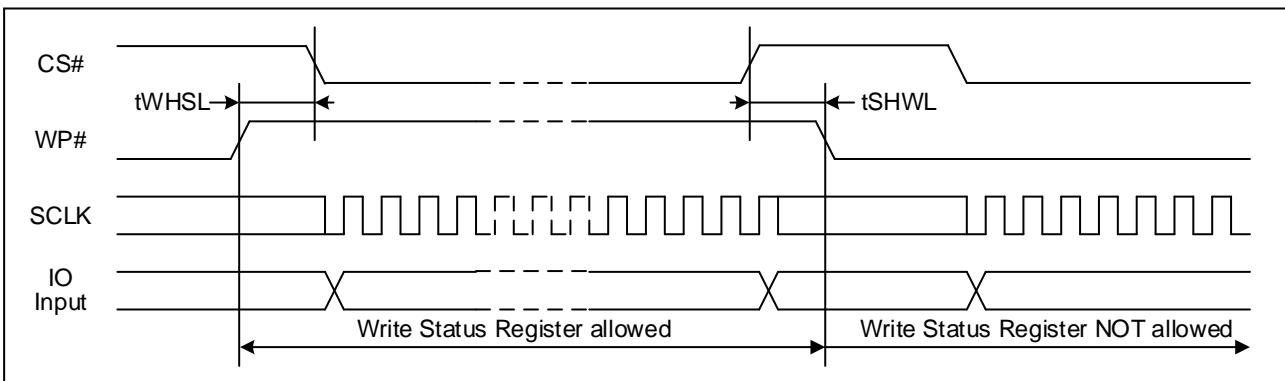 CS#
tWHSL
tSHWL
WP#
SCLK
IO
Input
Write Status Register allowed
Write Status Register NOT allowed